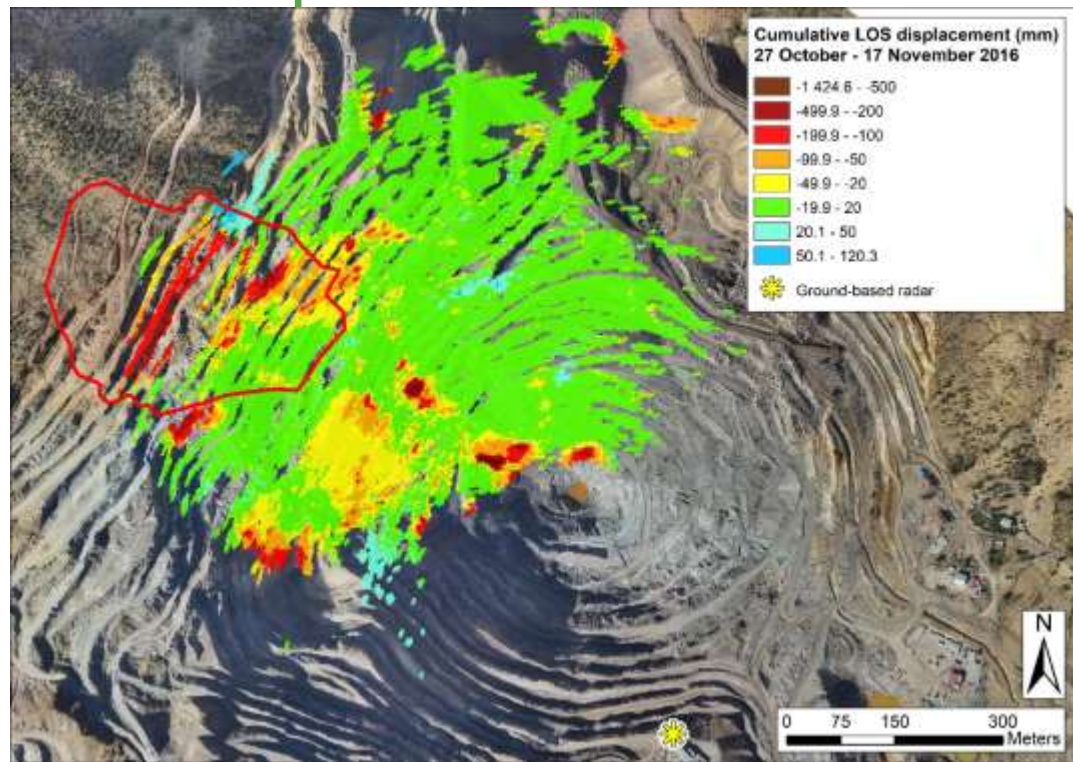 Cumulative LOS displacement (mm)
27 October - 17 November 2016
-1 424.6 - -500
-499.9 - -200
-199.9 - -100
-99.9 - -50
-49.9 - -20
-19.9 - 20
20.1 - 50
50.1 - 120.3
Ground-based radar
N
0 75 150 300
Meters